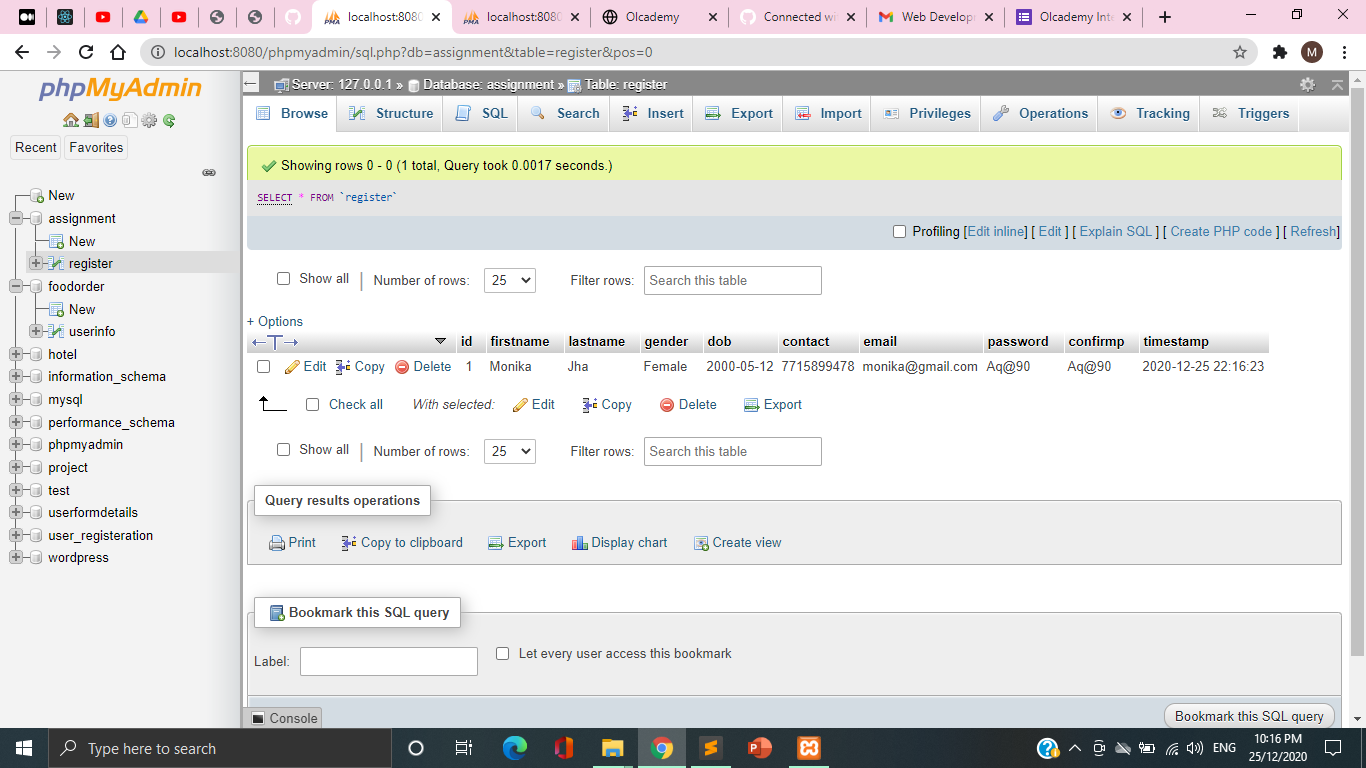 localhost:8080
localhost:8080
Olcademy
Connected wi
Web Develop
Olcademy Inte
localhost:8080/phpmyadmin/sql.php?db=assignment&table=register&pos=0
M
phpMyAdmin
Recent
Favorites
New
assignment
New
register
foodorder
New
userinfo
hotel
information_schema
mysql
performance_schema
phpmyadmin
project
test
userformdetails
user_registeration
wordpress
Server: 127.0.0.1 » Database: assignment » Table: register
Browse Structure SQL Search Insert Export Import Privileges Operations Tracking Triggers
Showing rows 0 - 0 (1 total, Query took 0.0017 seconds.)
SELECT * FROM `register`
Profiling [Edit inline] [ Edit ] [ Explain SQL ] [ Create PHP code ] [ Refresh]
Show all | Number of rows: 25 Filter rows: Search this table
+ Options
id firstname lastname gender dob contact email password confirmp timestamp
Edit Copy Delete 1 Monika Jha Female 2000-05-12 7715899478 monika@gmail.com Aq@90 Aq@90 2020-12-25 22:16:23
Check all With selected: Edit Copy Delete Export
Show all | Number of rows: 25 Filter rows: Search this table
Query results operations
Print Copy to clipboard Export Display chart Create view
Bookmark this SQL query
Label: Let every user access this bookmark
Console
Bookmark this SQL query
Type here to search
ENG
10:16 PM
25/12/2020